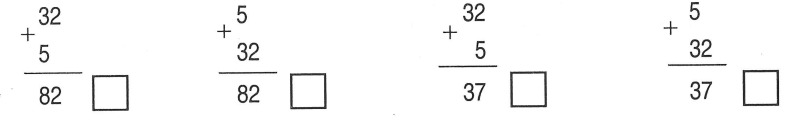 32 5 32 5
+ + + +
5 32 5 32
82 82 37 37